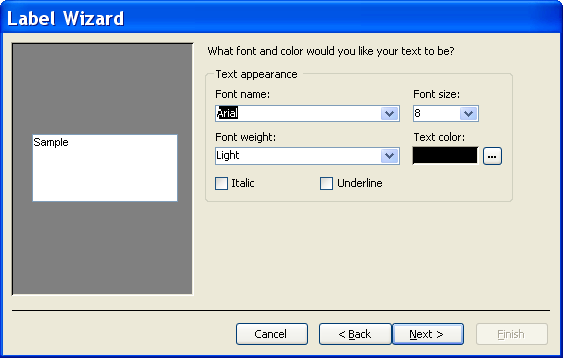 Label Wizard
What font and color would you like your text to be?
Text appearance
Font name: Font size:
Arial 8
Font weight: Text color:
Sample
Light ...
Italic Underline
Cancel < Back Next > Finish